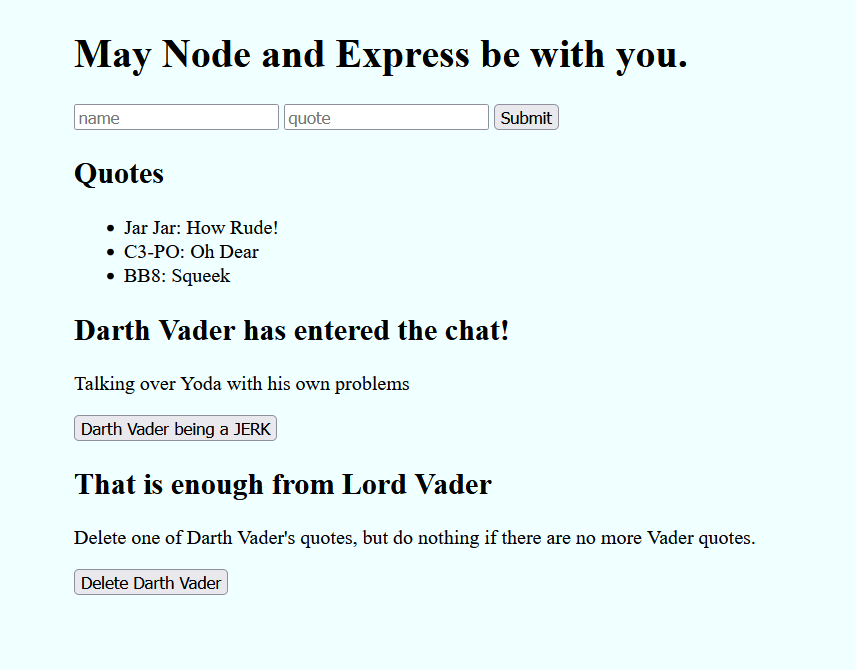 May Node and Express be with you.
name quote Submit
Quotes
Jar Jar: How Rude!
C3-PO: Oh Dear
BB8: Squeek
Darth Vader has entered the chat!
Talking over Yoda with his own problems
Darth Vader being a JERK
That is enough from Lord Vader
Delete one of Darth Vader's quotes, but do nothing if there are no more Vader quotes.
Delete Darth Vader